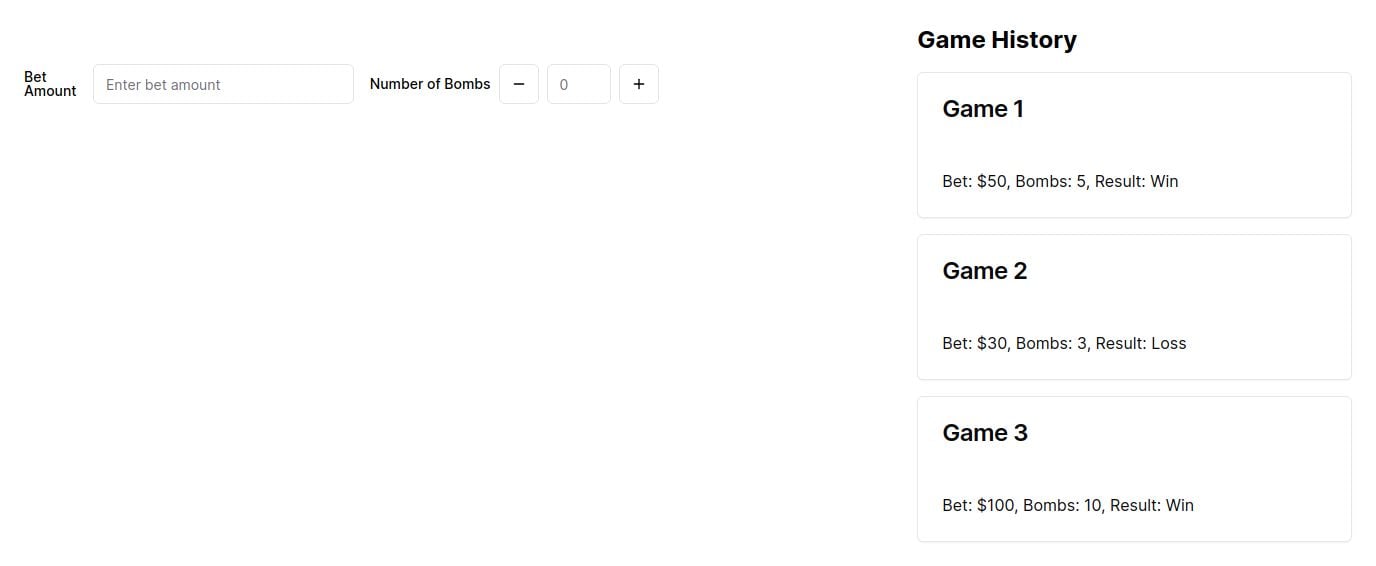 Bet
Amount
Enter bet amount
Number of Bombs
−
0
+
Game History
Game 1
Bet: $50, Bombs: 5, Result: Win
Game 2
Bet: $30, Bombs: 3, Result: Loss
Game 3
Bet: $100, Bombs: 10, Result: Win